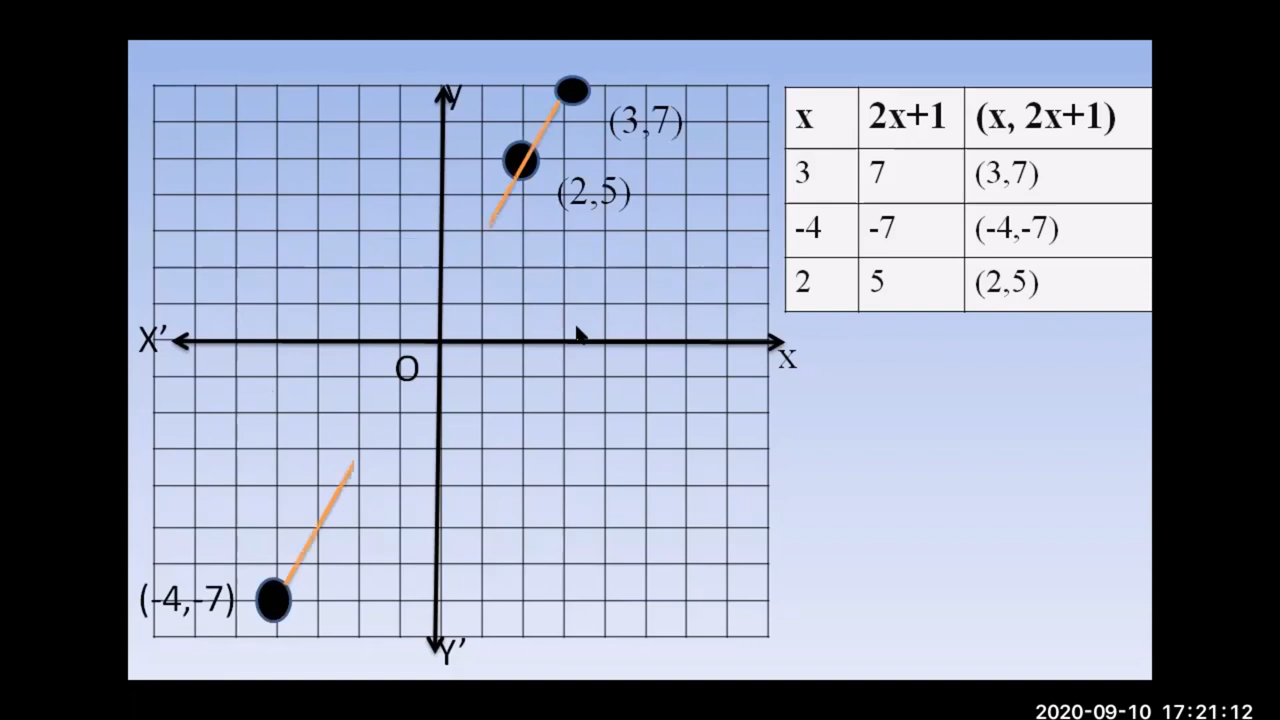 y
(3,7)
(2,5)
X’
O
x
(-4,-7)
Y’
x 2x+1 (x, 2x+1)
3 7 (3,7)
-4 -7 (-4,-7)
2 5 (2,5)
2020-09-10 17:21:12